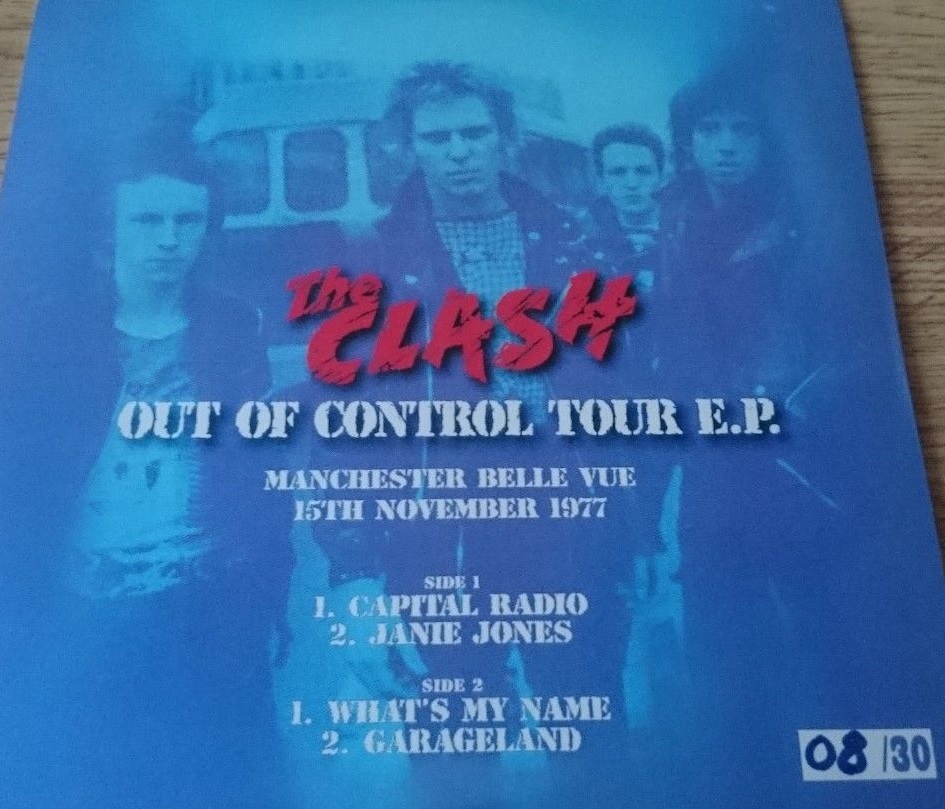 The
CLASH
OUT OF CONTROL TOUR E.P.
MANCHESTER BELLE VUE
15TH NOVEMBER 1977
SIDE 1
1. CAPITAL RADIO
2. JANIE JONES
SIDE 2
1. WHAT'S MY NAME
2. GARAGELAND
08 /30